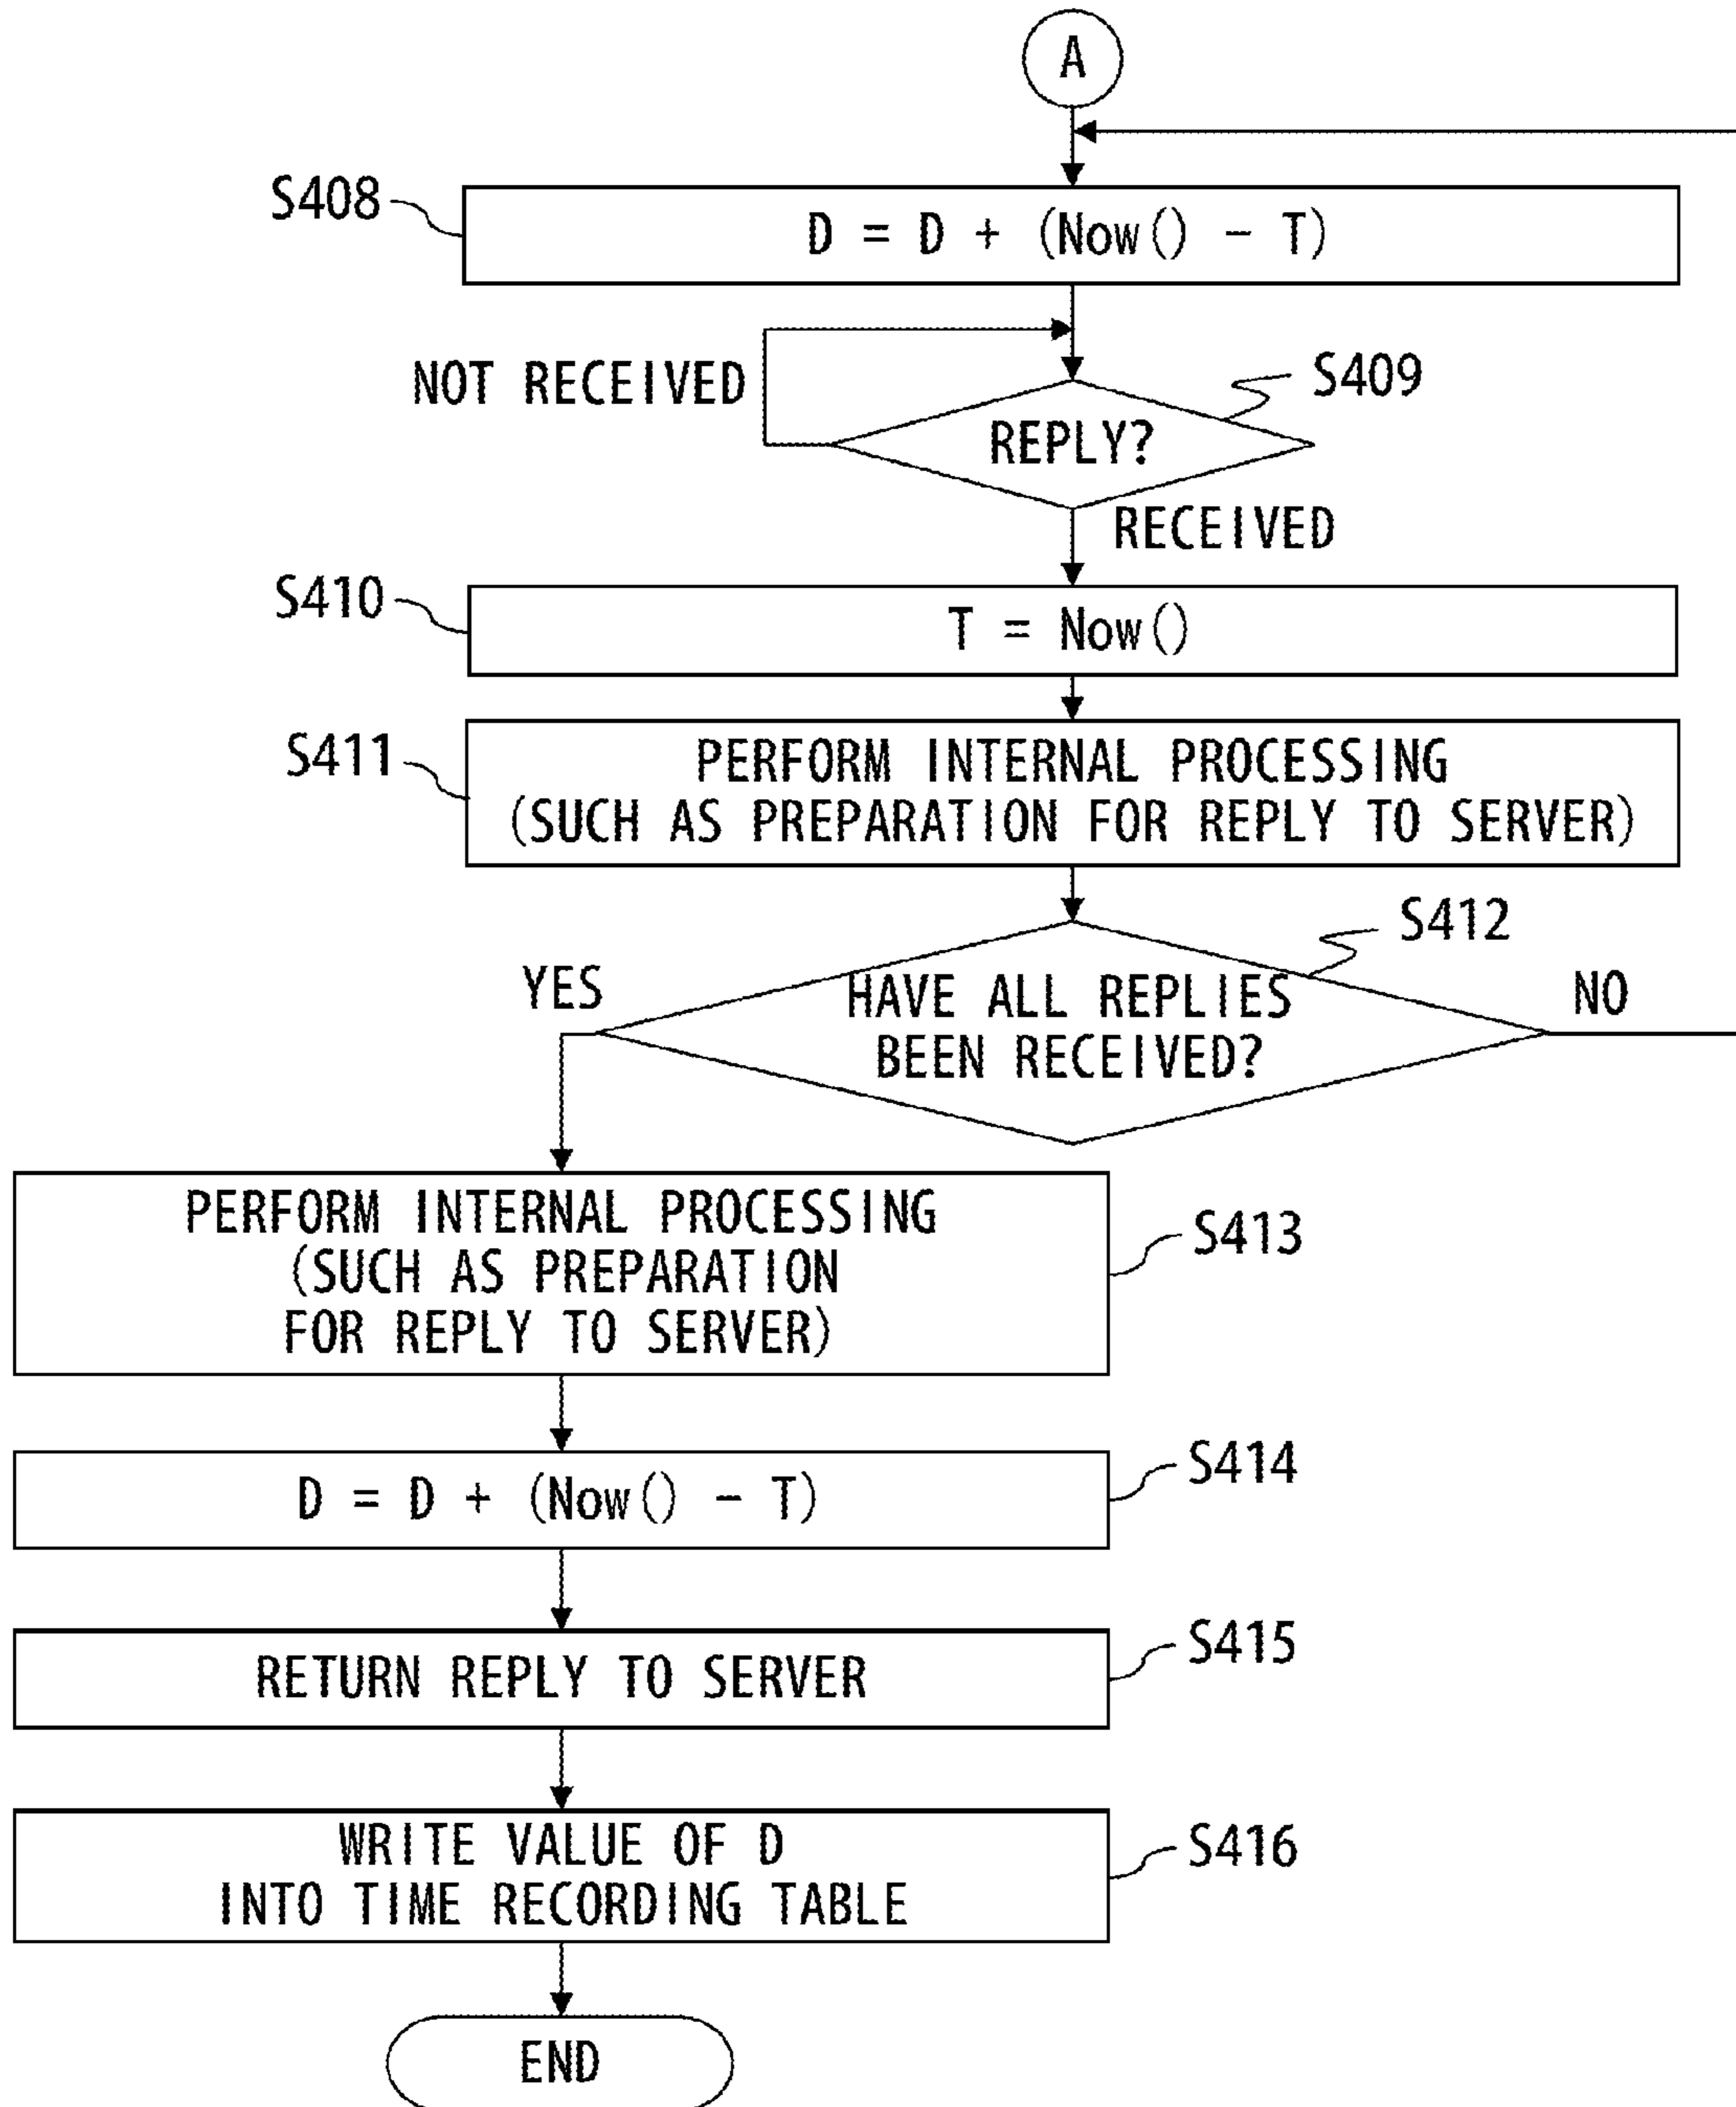 A
S408
D = D + (Now() - T)
NOT RECEIVED
S409
REPLY?
RECEIVED
S410
T = Now()
S411
PERFORM INTERNAL PROCESSING
(SUCH AS PREPARATION FOR REPLY TO SERVER)
S412
YES
HAVE ALL REPLIES
BEEN RECEIVED?
NO
PERFORM INTERNAL PROCESSING
(SUCH AS PREPARATION
FOR REPLY TO SERVER)
S413
D = D + (Now() - T)
S414
RETURN REPLY TO SERVER
S415
WRITE VALUE OF D
INTO TIME RECORDING TABLE
S416
END